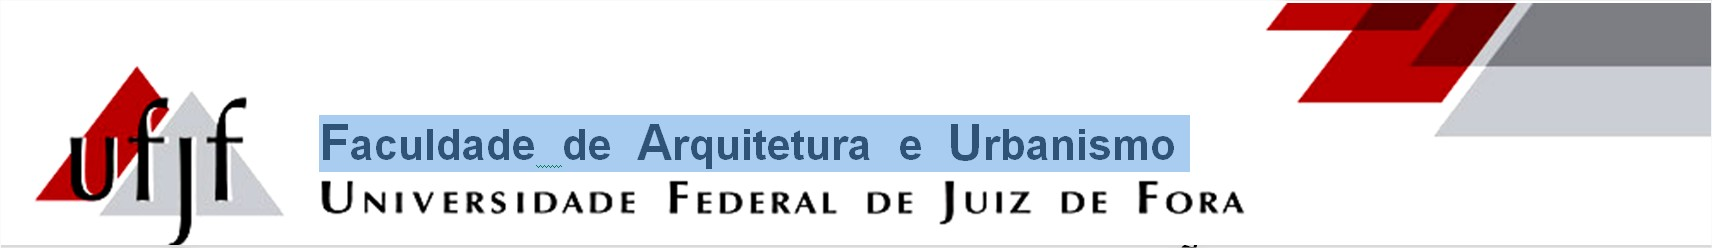 ufjf
Faculdade de Arquitetura e Urbanismo
UNIVERSIDADE FEDERAL DE JUIZ DE FORA